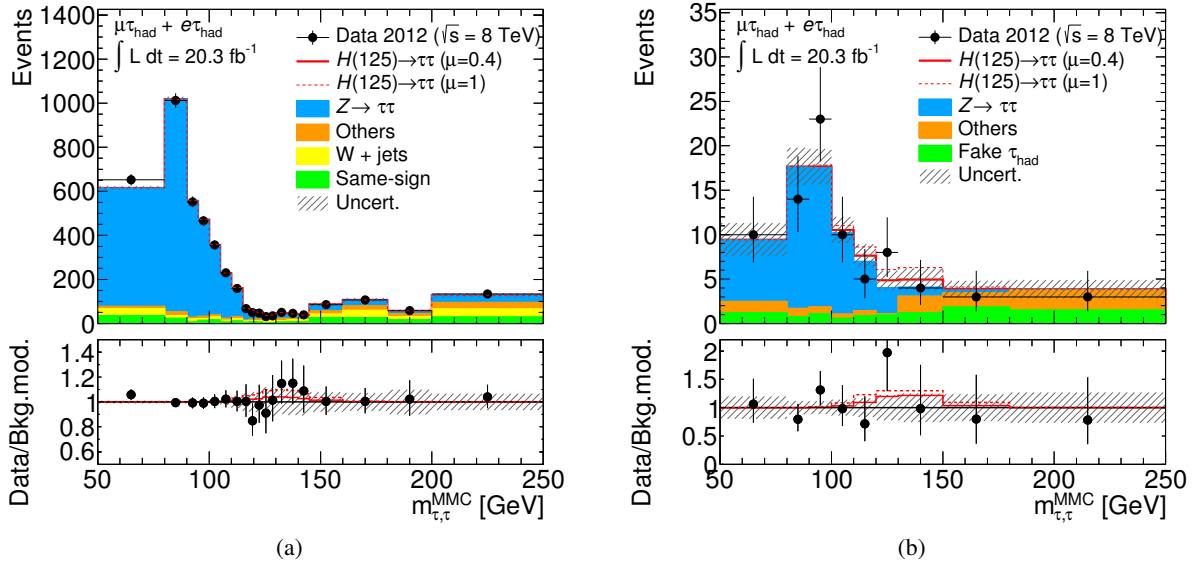 Events
1400
1200
1000
800
600
400
200
0
μτhad + eτhad
∫ L dt = 20.3 fb-1
Data 2012 (√s = 8 TeV)
H(125)→ττ (μ=0.4)
H(125)→ττ (μ=1)
Z→ ττ
Others
W + jets
Same-sign
Uncert.
Data/Bkg.mod.
1.4
1.2
1
0.8
0.6
50 100 150 200 250
mMMCτ,τ [GeV]
(a)
Events
35
30
25
20
15
10
5
0
μτhad + eτhad
∫ L dt = 20.3 fb-1
Data 2012 (√s = 8 TeV)
H(125)→ττ (μ=0.4)
H(125)→ττ (μ=1)
Z→ ττ
Others
Fake τhad
Uncert.
Data/Bkg.mod.
2
1.5
1
0.5
0
50 100 150 200 250
mMMCτ,τ [GeV]
(b)